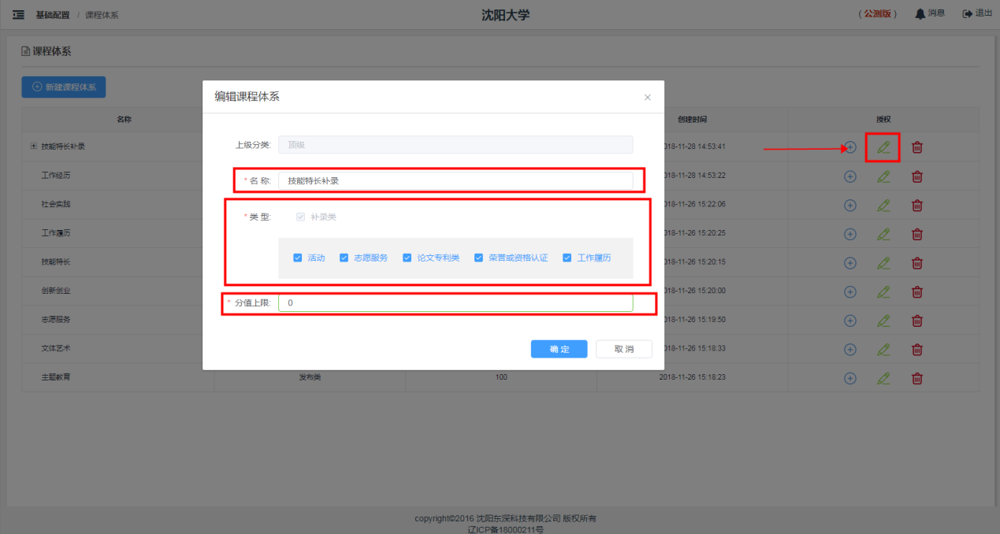 基础配置 / 课程体系
沈阳大学
(公测版) 消息 退出
课程体系
新建课程体系
名称 创建时间 授权
编辑课程体系
上级分类: 顶级
* 名 称: 技能特长补录
* 类 型: 补录类
活动 志愿服务 论文专利类 荣誉或资格认证 工作履历
* 分值上限: 0
确 定 取 消
技能特长补录 018-11-28 14:53:41
工作经历 018-11-28 14:53:22
社会实践 018-11-26 15:22:06
工作履历 018-11-26 15:20:25
技能特长 018-11-26 15:20:15
创新创业 018-11-26 15:20:00
志愿服务 018-11-26 15:19:50
文体艺术 018-11-26 15:18:33
主题教育 发布类 100 2018-11-26 15:18:23
copyright©2016 沈阳东深科技有限公司 版权所有
辽ICP备18000211号